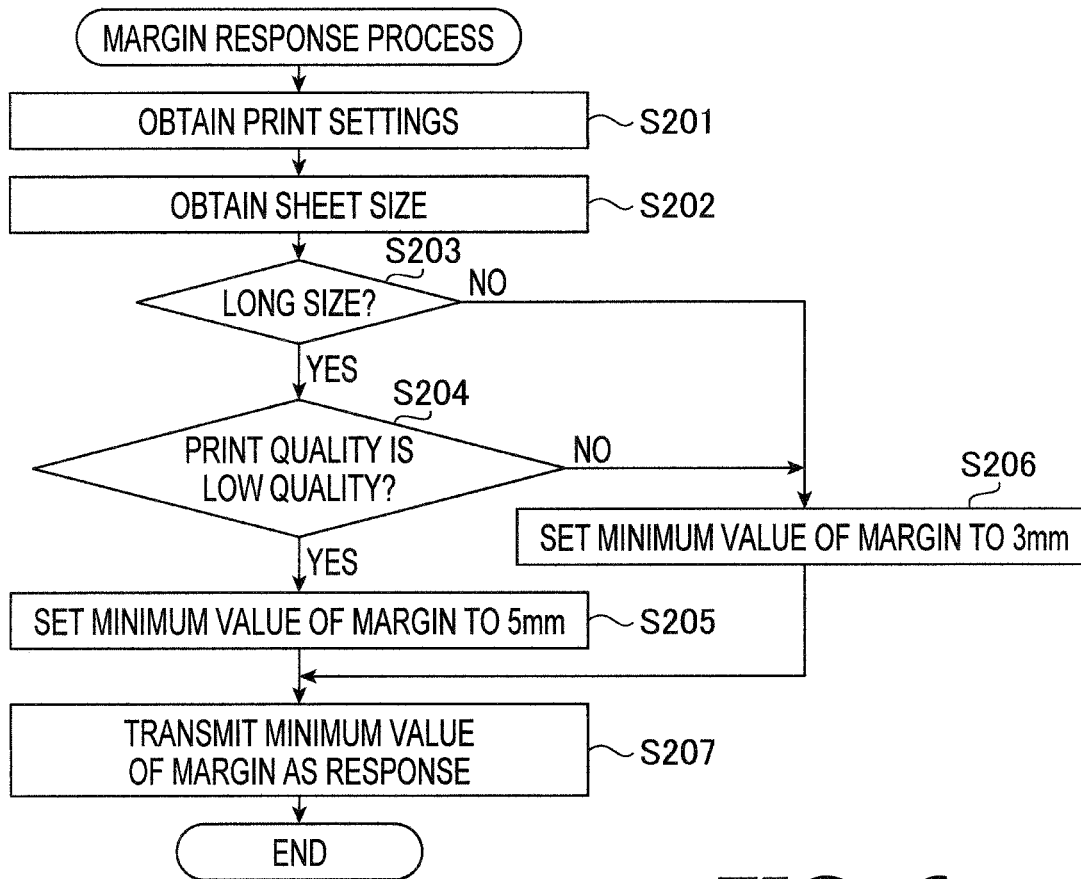 MARGIN RESPONSE PROCESS
OBTAIN PRINT SETTINGS
S201
OBTAIN SHEET SIZE
S202
S203
LONG SIZE?
NO
YES
S204
PRINT QUALITY IS
LOW QUALITY?
NO
YES
S206
SET MINIMUM VALUE OF MARGIN TO 3mm
SET MINIMUM VALUE OF MARGIN TO 5mm
S205
TRANSMIT MINIMUM VALUE
OF MARGIN AS RESPONSE
S207
END